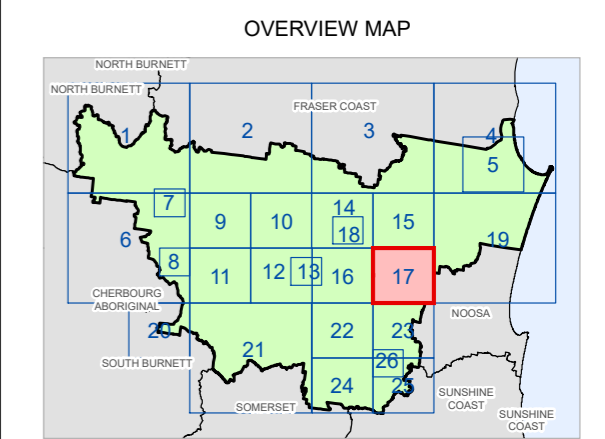 OVERVIEW MAP
NORTH BURNETT
NORTH BURNETT
FRASER COAST
1
2
3
4
5
7
9
10
14
18
15
6
19
8
11
12
13
16
17
CHERBOURG
ABORIGINAL
NOOSA
20
21
22
23
SOUTH BURNETT
26
24
25
SUNSHINE
COAST
SOMERSET
SUNSHINE
COAST